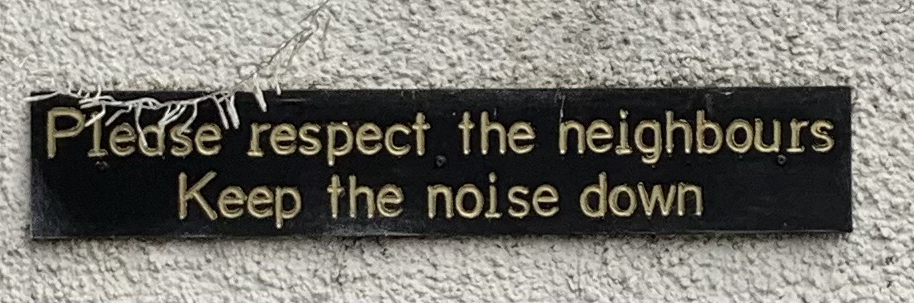 Please respect the neighbours
Keep the noise down